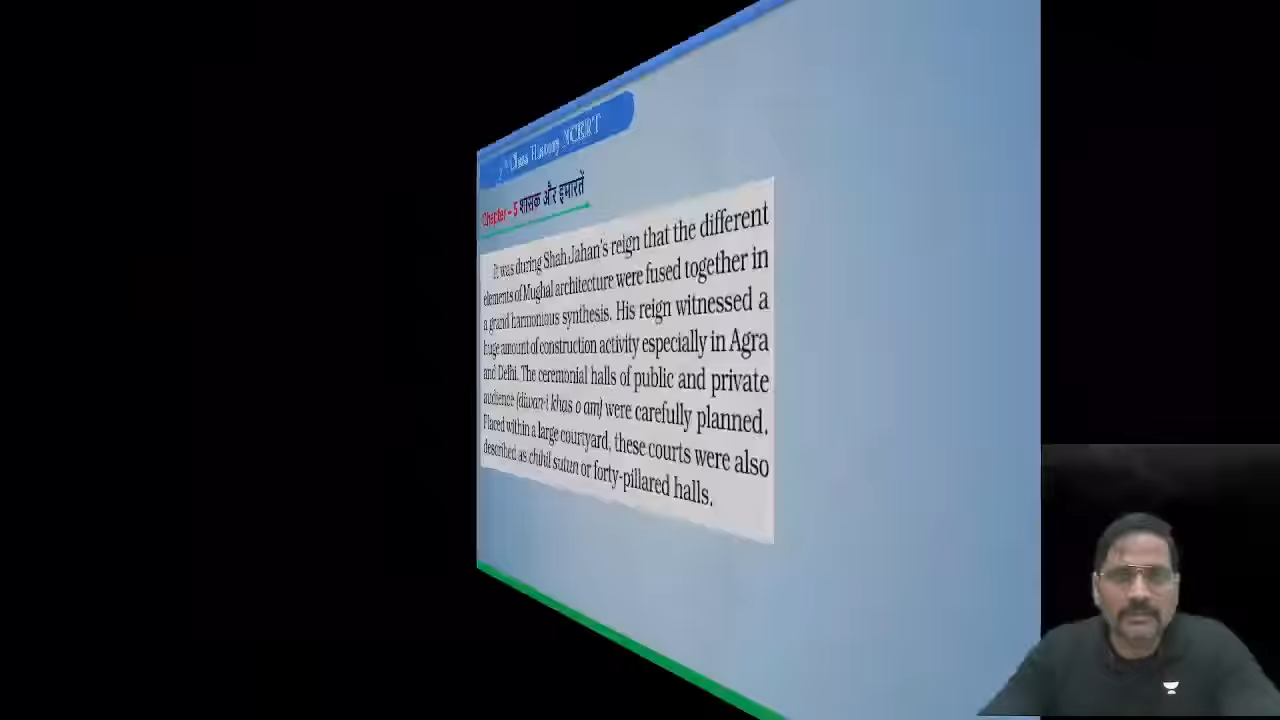 Class History NCERT
Chapter – 5 शासक और इमारतें
It was during Shah Jahan's reign that the different
elements of Mughal architecture were fused together in
a grand harmonious synthesis. His reign witnessed a
huge amount of construction activity especially in Agra
and Delhi. The ceremonial halls of public and private
audience (diwan-i khas o am) were carefully planned.
Placed within a large courtyard, these courts were also
described as chihil sutun or forty-pillared halls.